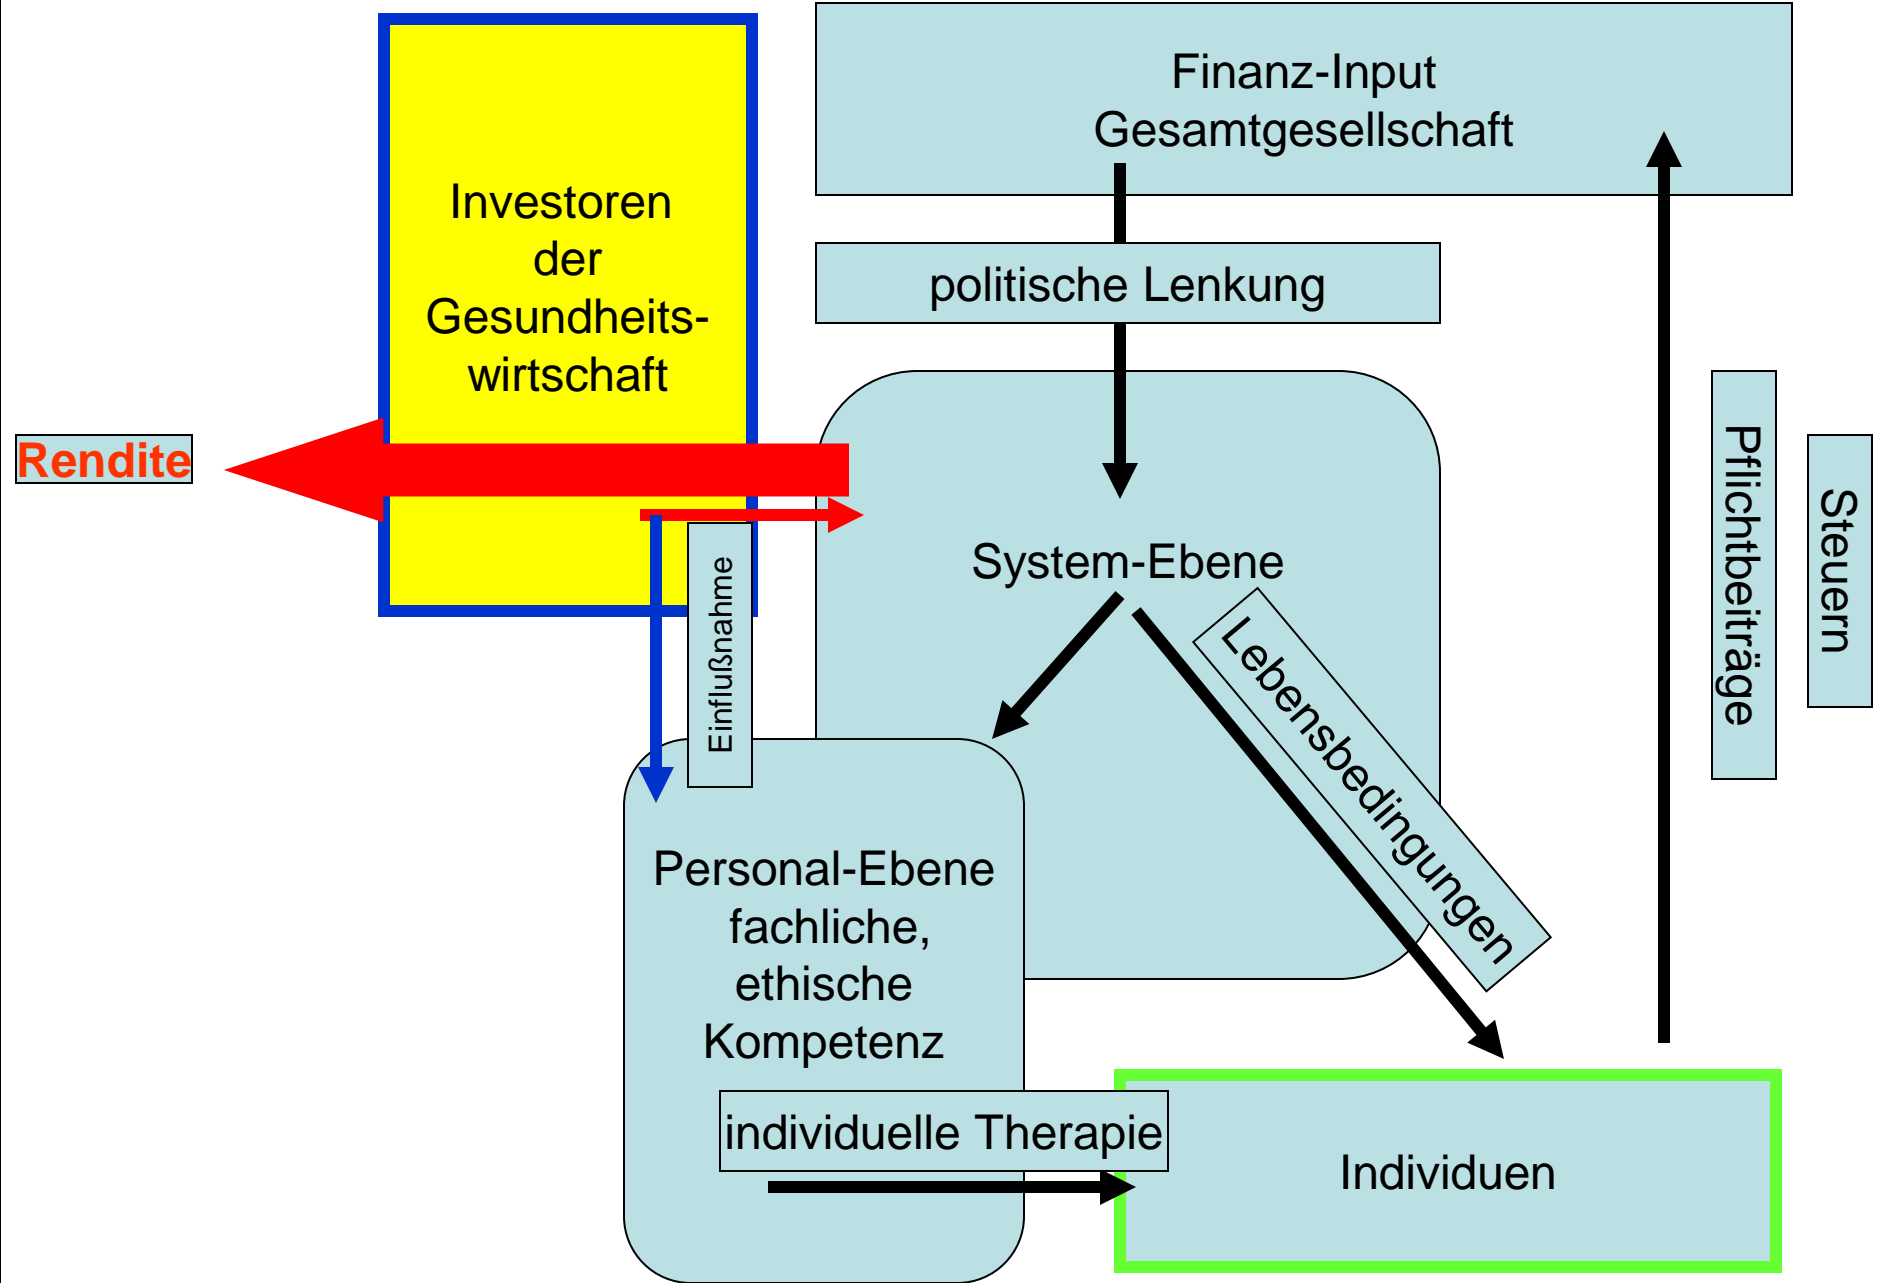 Finanz-Input
Gesamtgesellschaft
Investoren
der
Gesundheits-
wirtschaft
politische Lenkung
Rendite
Pflichtbeiträge
Steuern
System-Ebene
Einflußnahme
Lebensbedingungen
Personal-Ebene
fachliche,
ethische
Kompetenz
individuelle Therapie
Individuen